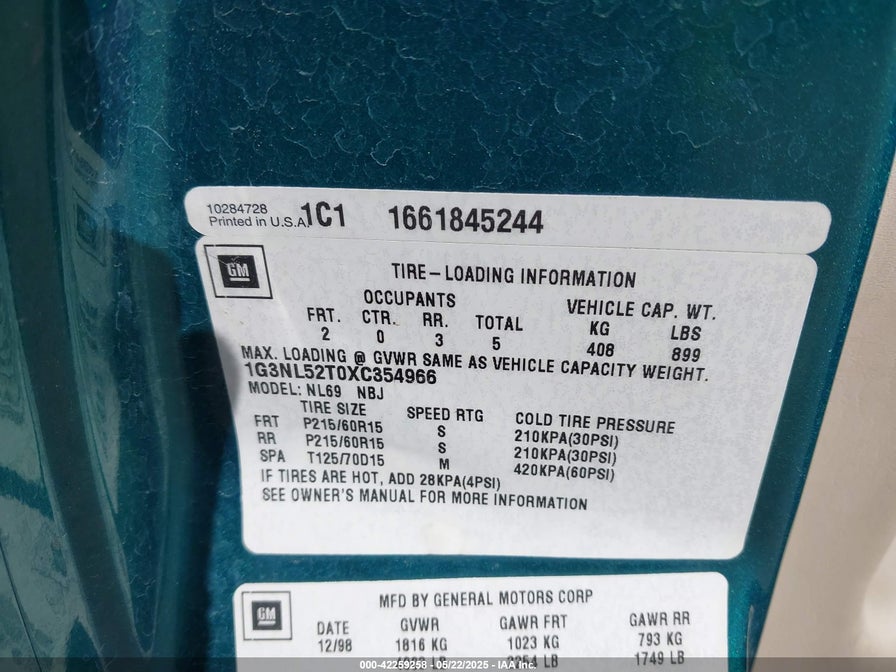 10284728
Printed in U.S.A.
1C1 1661845244
GM
TIRE-LOADING INFORMATION
OCCUPANTS VEHICLE CAP. WT.
FRT. CTR. RR. TOTAL KG LBS
2 0 3 5 408 899
MAX. LOADING @ GVWR SAME AS VEHICLE CAPACITY WEIGHT.
1G3NL52T0XC354966
MODEL: NL69 NBJ
TIRE SIZE SPEED RTG COLD TIRE PRESSURE
FRT P215/60R15 S 210KPA(30PSI)
RR P215/60R15 S 210KPA(30PSI)
SPA T125/70D15 M 420KPA(60PSI)
IF TIRES ARE HOT, ADD 28KPA(4PSI)
SEE OWNER'S MANUAL FOR MORE INFORMATION
GM
MFD BY GENERAL MOTORS CORP
DATE GVWR GAWR FRT GAWR RR
12/98 1816 KG 1023 KG 793 KG
LB 1749 LB
000-42259258 - 05/22/2025 - IAA Inc.